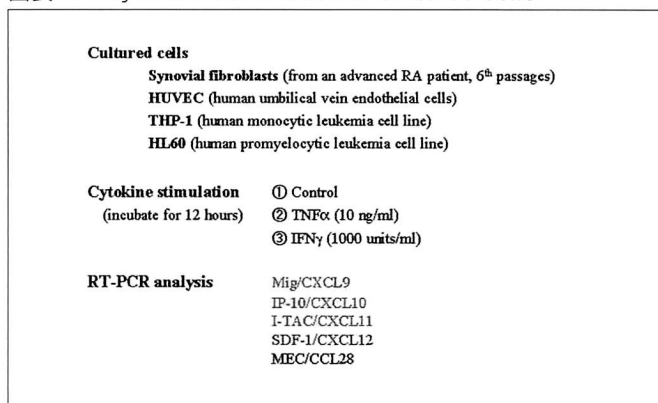 Cultured cells
Synovial fibroblasts (from an advanced RA patient, 6th passages)
HUVEC (human umbilical vein endothelial cells)
THP-1 (human monocytic leukemia cell line)
HL60 (human promyelocytic leukemia cell line)
Cytokine stimulation ① Control
(incubate for 12 hours) ② TNFα (10 ng/ml)
③ IFNγ (1000 units/ml)
RT-PCR analysis Mig/CXCL9
IP-10/CXCL10
I-TAC/CXCL11
SDF-1/CXCL12
MEC/CCL28